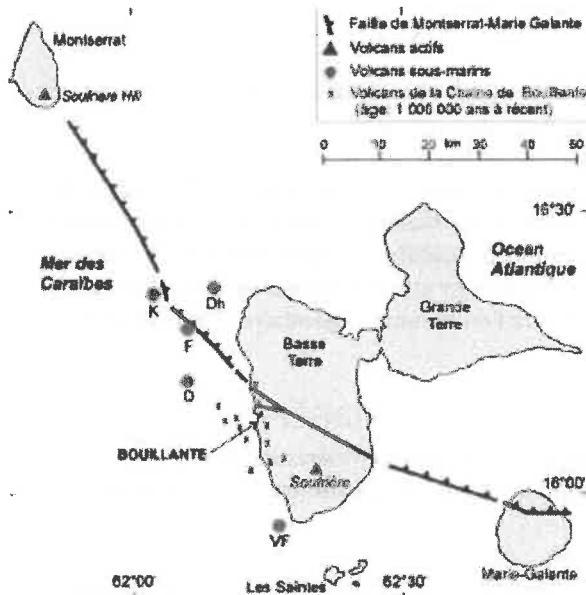 Montserrat
Soufriere Hill
Faille de Montserrat-Marie Galante
Volcans actifs
Volcans sous-marins
Volcans de la Chaine de Bouillante
(âge: 1 000 000 ans à récent)
0 10 20 km 30 40 50
16°30'
Mer des
Caraïbes
Ocean
Atlantique
K
Dh
F
D
Basse
Terre
Grande
Terre
BOUILLANTE
Soufrière
16°00'
VF
Les Saintes
Marie-Galante
62°00'
62°30'